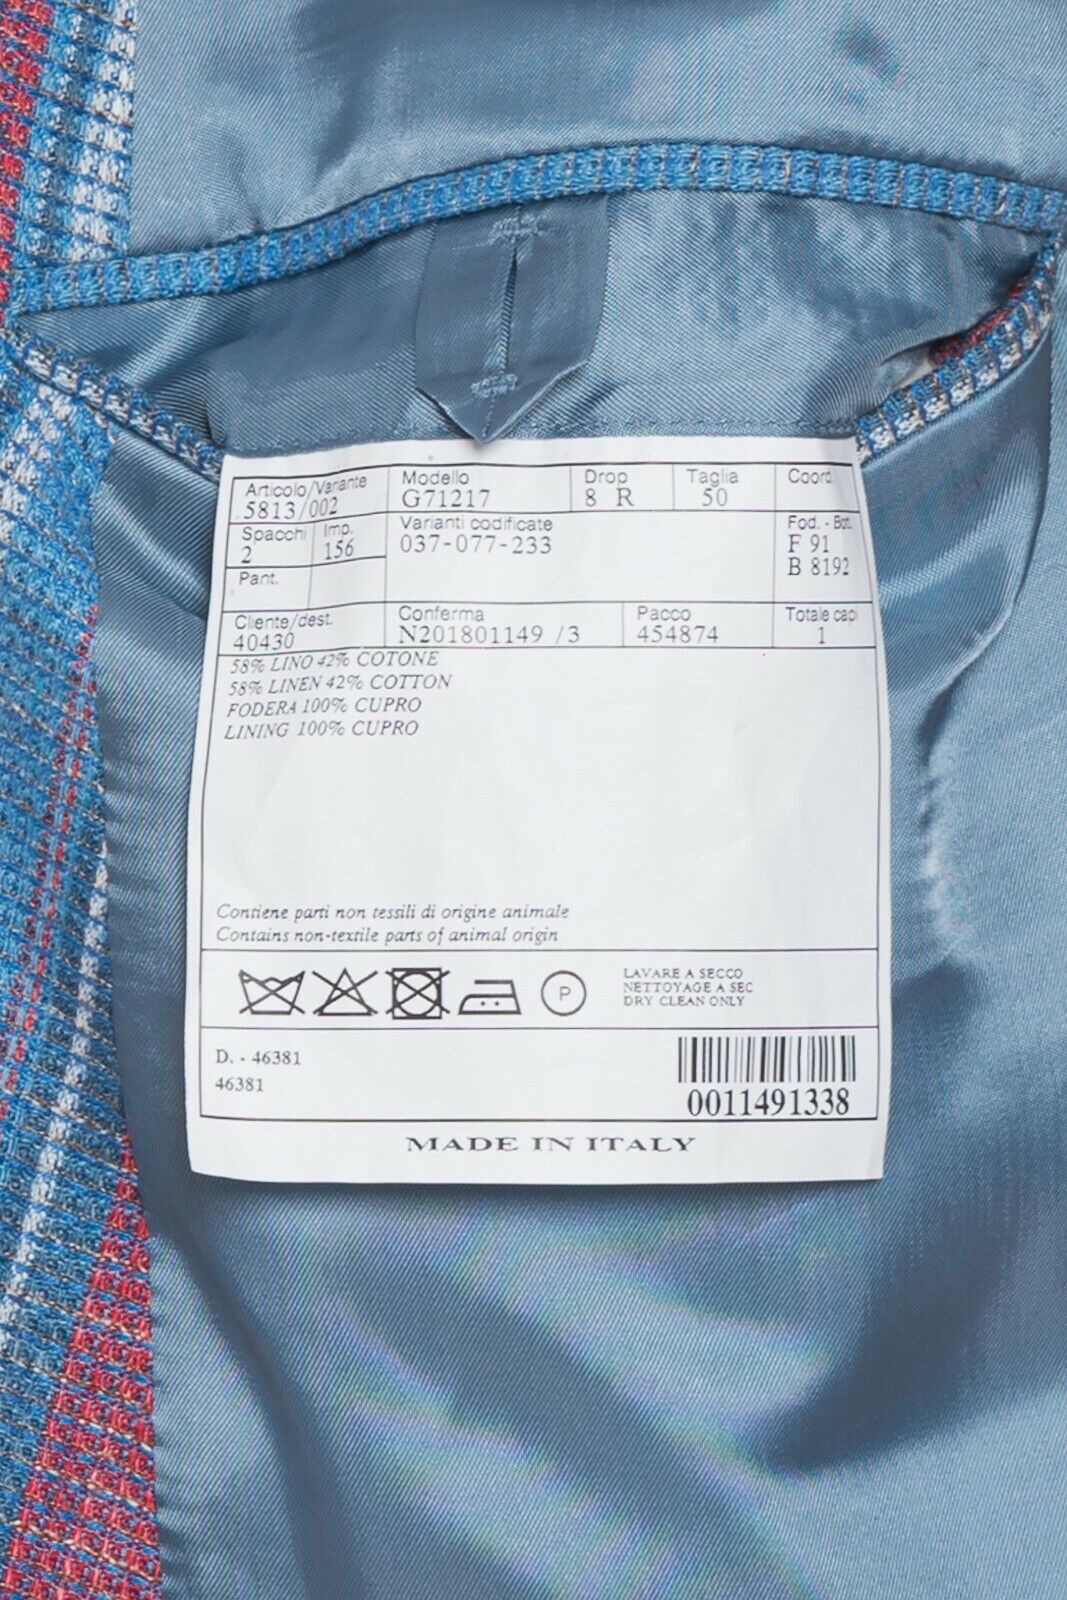 Articolo/Variante Modello Drop Taglia Coord.
5813/002 G71217 8 R 50
Spacchi Imp. Varianti codificate Fod. - Bot.
2 156 037-077-233 F 91
Pant. B 8192
Cliente/dest. Conferma Pacco Totale capi
40430 N201801149 /3 454874 1
58% LINO 42% COTONE
58% LINEN 42% COTTON
FODERA 100% CUPRO
LINING 100% CUPRO
Contiene parti non tessili di origine animale
Contains non-textile parts of animal origin
P
LAVARE A SECCO
NETTOYAGE A SEC
DRY CLEAN ONLY
D. - 46381
46381
0011491338
MADE IN ITALY